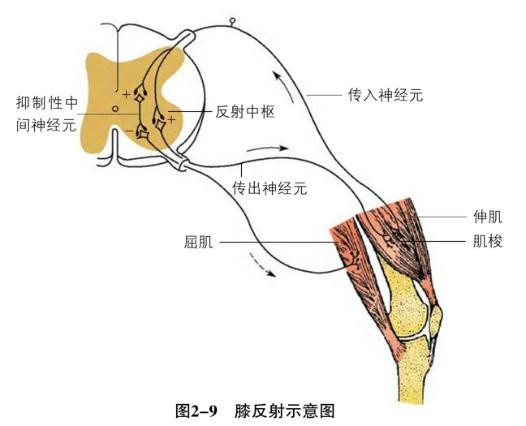 抑制性中
间神经元
+
+
−
反射中枢
传入神经元
传出神经元
屈肌
伸肌
肌梭
图2-9 膝反射示意图